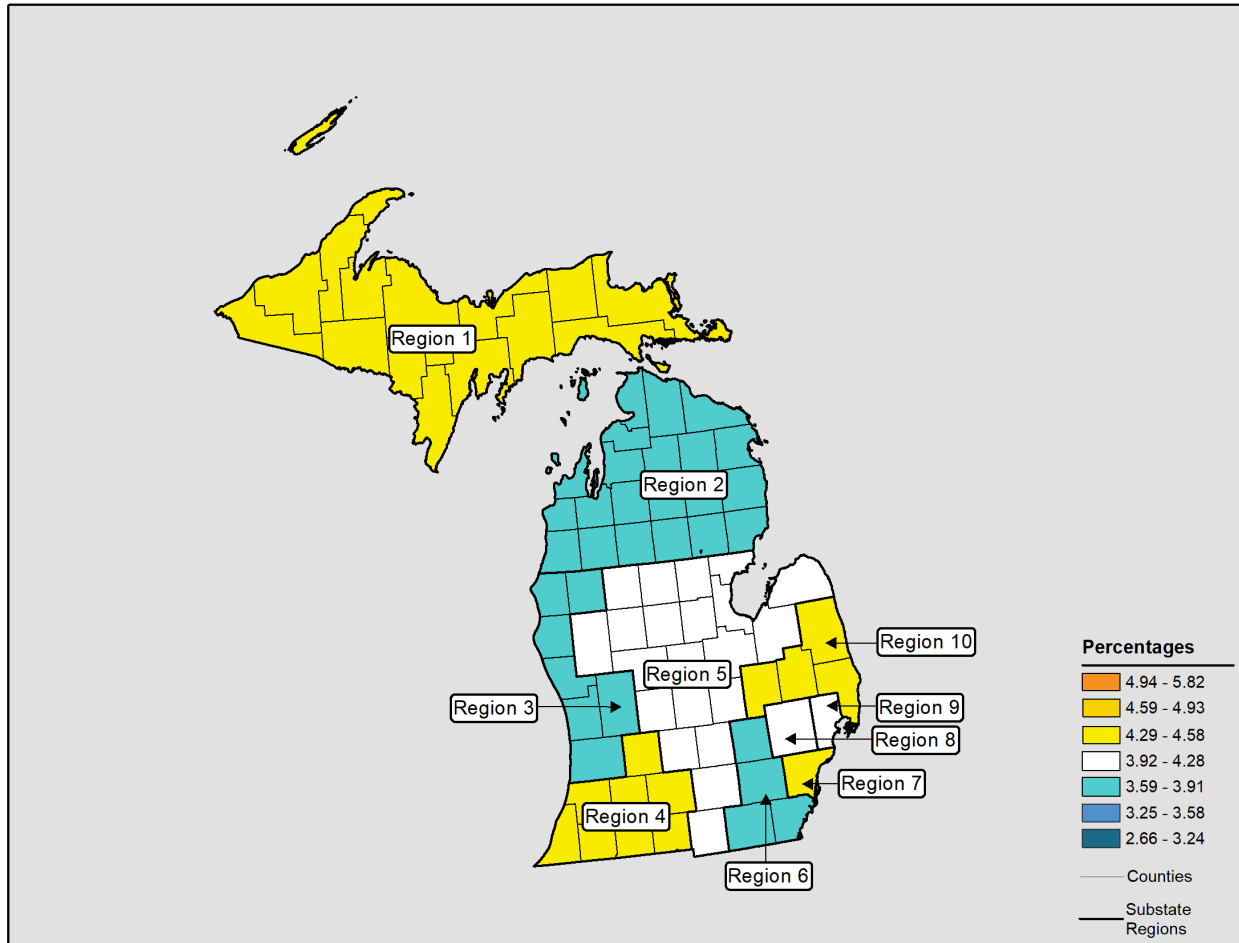 Region 1
Region 2
Region 10
Percentages
Region 5
4.94 - 5.82
Region 3
Region 9
4.59 - 4.93
4.29 - 4.58
Region 8
3.92 - 4.28
Region 7
3.59 - 3.91
Region 4
3.25 - 3.58
2.66 - 3.24
Region 6
Counties
Substate
Regions